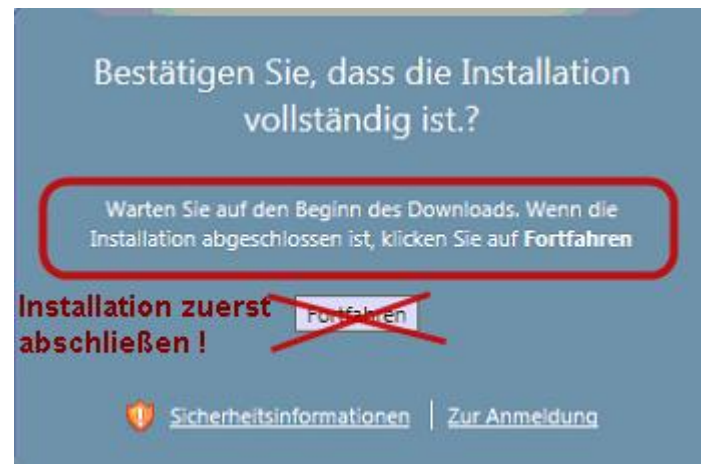 Bestätigen Sie, dass die Installation
vollständig ist.?
Warten Sie auf den Beginn des Downloads. Wenn die
Installation abgeschlossen ist, klicken Sie auf Fortfahren
Installation zuerst
abschließen !
Fortfahren
Sicherheitsinformationen | Zur Anmeldung